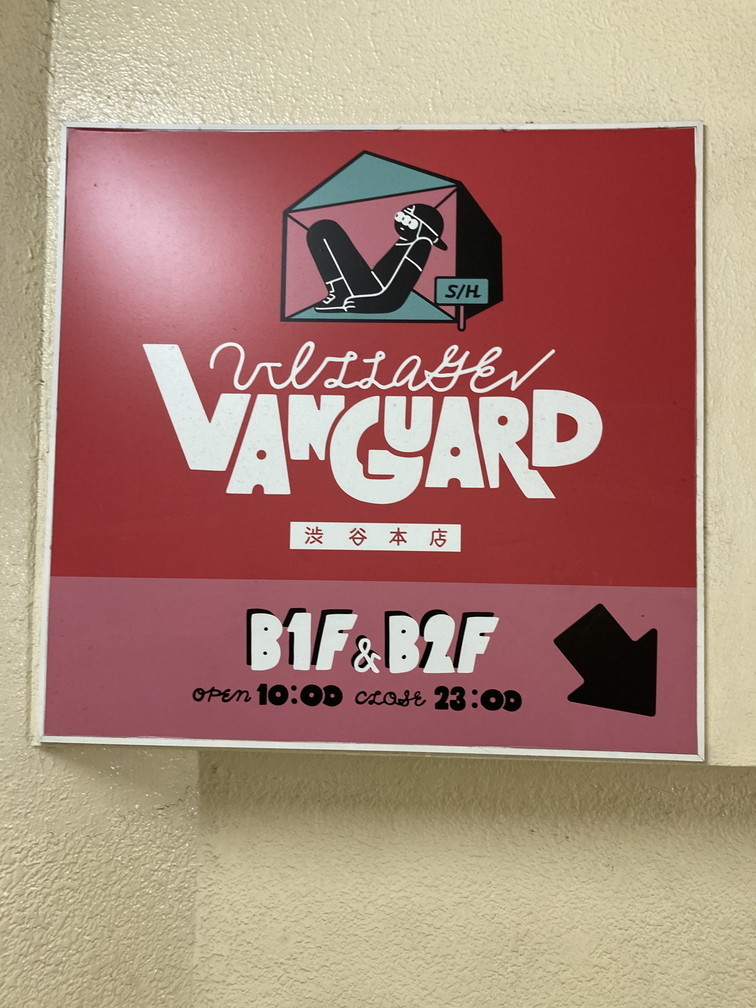 S/H
VILLAGE
VANGUARD
渋谷本店
B1F & B2F
OPEN 10:00 CLOSE 23:00